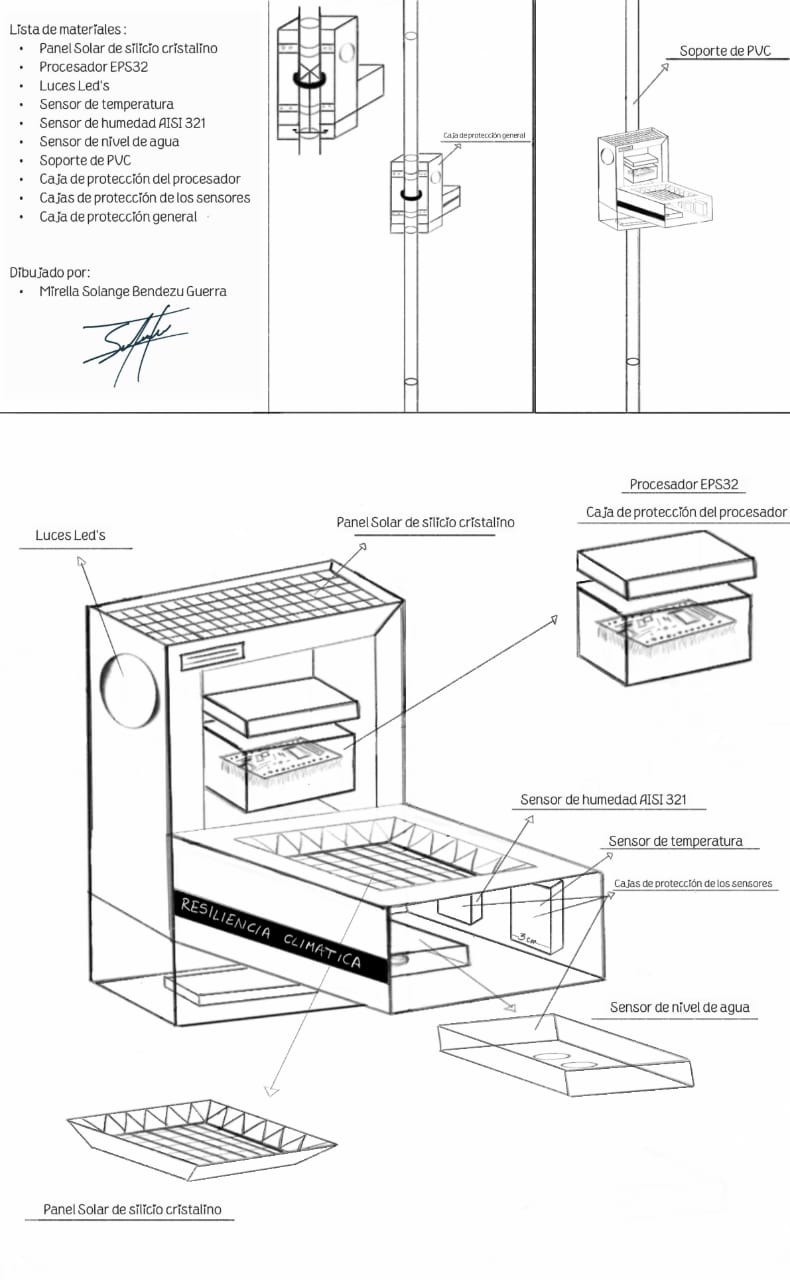 Lista de materiales :
• Panel Solar de silicio cristalino
• Procesador EPS32
• Luces Led's
• Sensor de temperatura
• Sensor de humedad AISI 321
• Sensor de nivel de agua
• Soporte de PVC
• Caja de protección del procesador
• Cajas de protección de los sensores
• Caja de protección general
Dibujado por:
• Mirella Solange Bendezu Guerra
Caja de protección general
Soporte de PVC
Procesador EPS32
Caja de protección del procesador
Panel Solar de silicio cristalino
Luces Led's
Sensor de humedad AISI 321
Sensor de temperatura
Cajas de protección de los sensores
3 cm
RESILIENCIA CLIMATICA
Sensor de nivel de agua
Panel Solar de silicio cristalino